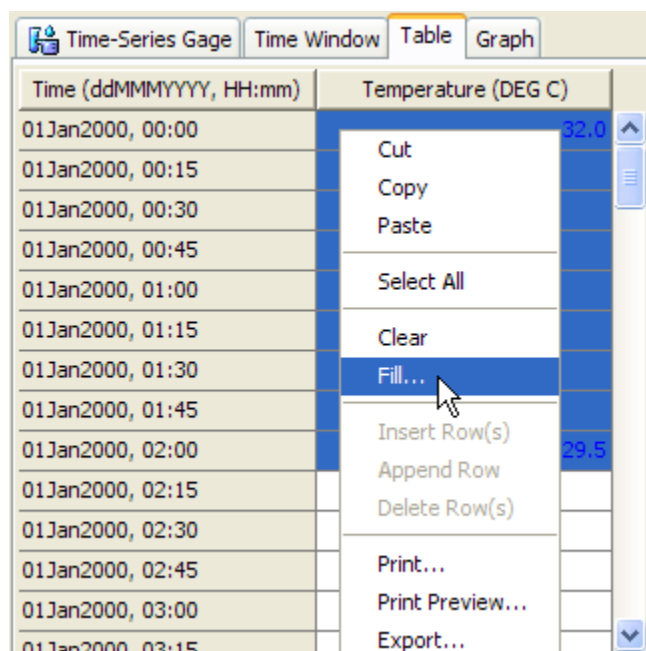 Time-Series Gage Time Window Table Graph
Time (ddMMMYYYY, HH:mm) Temperature (DEG C)
01Jan2000, 00:00 32.0
Cut
01Jan2000, 00:15
Copy
01Jan2000, 00:30
Paste
01Jan2000, 00:45
01Jan2000, 01:00
Select All
01Jan2000, 01:15
Clear
01Jan2000, 01:30
Fill...
01Jan2000, 01:45
Insert Row(s)
01Jan2000, 02:00 29.5
Append Row
01Jan2000, 02:15
Delete Row(s)
01Jan2000, 02:30
01Jan2000, 02:45
Print...
01Jan2000, 03:00
Print Preview...
01Jan2000, 03:15
Export...